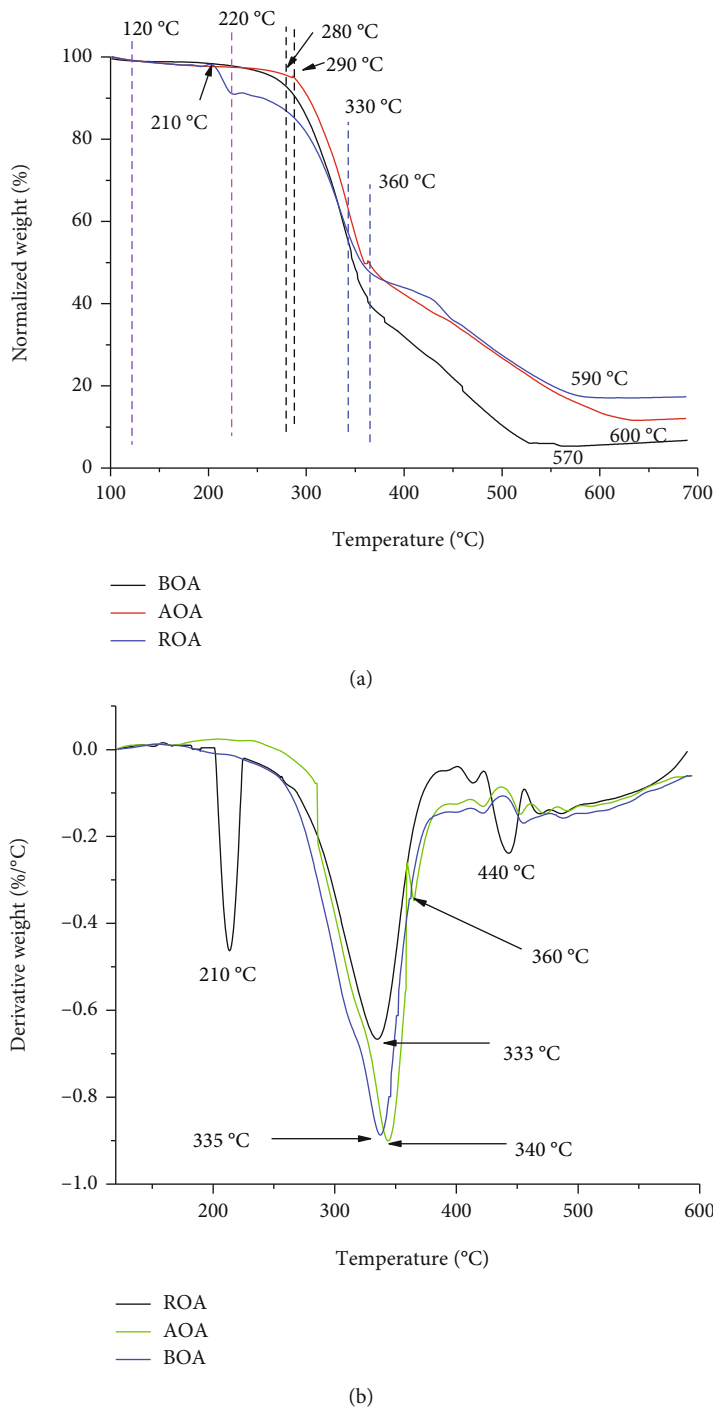 120 °C
220 °C
280 °C
290 °C
210 °C
330 °C
360 °C
590 °C
600 °C
570
Normalized weight (%)
100
80
60
40
20
0
100 200 300 400 500 600 700
Temperature (°C)
BOA
AOA
ROA
(a)
Derivative weight (%/°C)
0.0
−0.2
−0.4
−0.6
−0.8
−1.0
210 °C
440 °C
360 °C
333 °C
335 °C
340 °C
200 300 400 500 600
Temperature (°C)
ROA
AOA
BOA
(b)